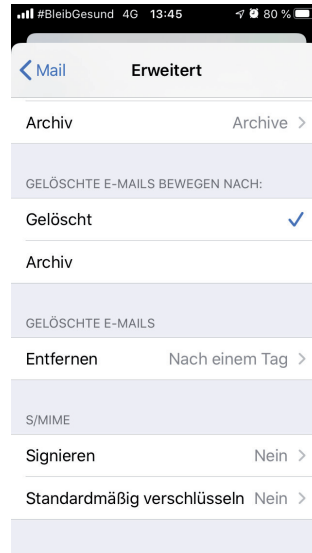 #BleibGesund 4G 13:45 80 %
Mail Erweitert
Archiv Archive
GELÖSCHTE E-MAILS BEWEGEN NACH:
Gelöscht
Archiv
GELÖSCHTE E-MAILS
Entfernen Nach einem Tag
S/MIME
Signieren Nein
Standardmäßig verschlüsseln Nein